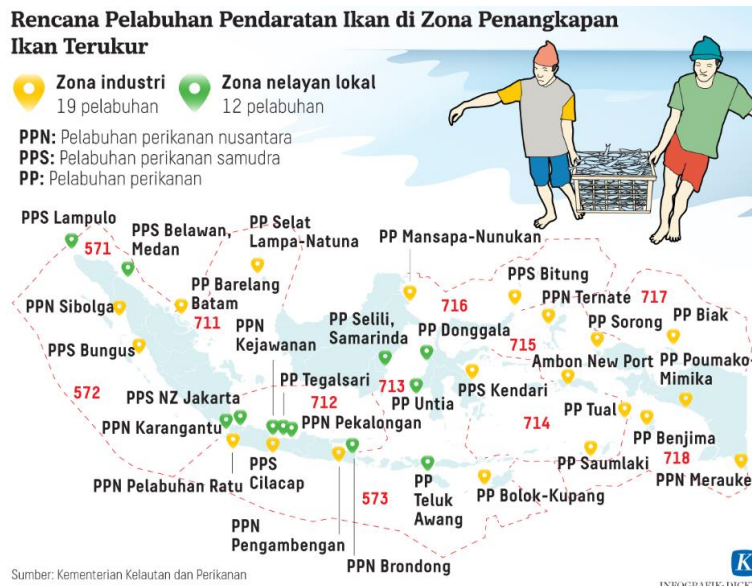 Rencana Pelabuhan Pendaratan Ikan di Zona Penangkapan
Ikan Terukur
Zona industri
19 pelabuhan
Zona nelayan lokal
12 pelabuhan
PPN: Pelabuhan perikanan nusantara
PPS: Pelabuhan perikanan samudra
PP: Pelabuhan perikanan
PPS Lampulo
571
PPS Belawan,
Medan
PP Selat
Lampa-Natuna
PP Mansapa-Nunukan
PPN Sibolga
PP Barelang
Batam
711
PPS Bungus
572
PPN
Kejawanan
PP Selili,
Samarinda
PP Donggala
716
PPS Bitung
PPN Ternate
717
PP Sorong
PP Biak
715
Ambon New Port
PP Poumako-
Mimika
PPS NZ Jakarta
PP Tegalsari
712
713
PPS Kendari
PPN Karangantu
PPN Pekalongan
PP Untia
714
PP Tual
PP Benjima
718
PPN Pelabuhan Ratu
PPS
Cilacap
573
PP
Teluk
Awang
PP Bolok-Kupang
PP Saumlaki
PPN Merauke
PPN
Pengambengan
PPN Brondong
Sumber: Kementerian Kelautan dan Perikanan
K
INFOGRAFIK: DICK